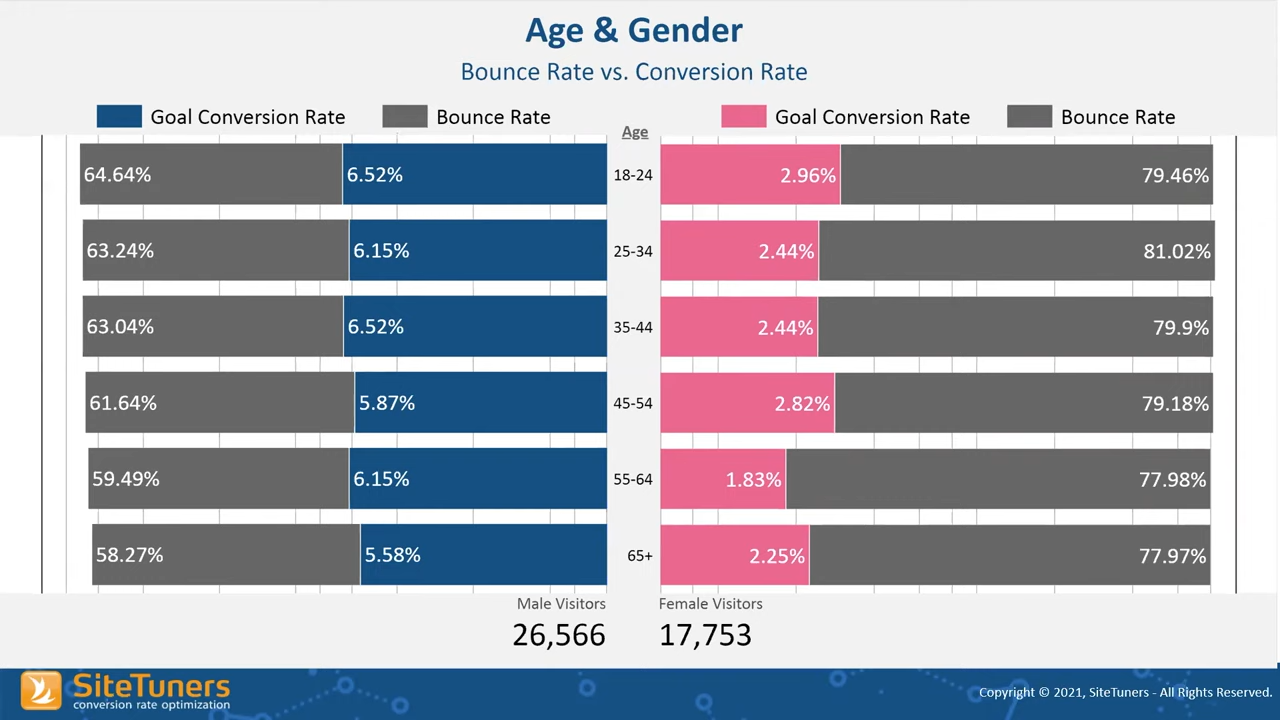 Age & Gender
Bounce Rate vs. Conversion Rate
Goal Conversion Rate Bounce Rate Goal Conversion Rate Bounce Rate
Age
64.64% 6.52% 18-24 2.96% 79.46%
63.24% 6.15% 25-34 2.44% 81.02%
63.04% 6.52% 35-44 2.44% 79.9%
61.64% 5.87% 45-54 2.82% 79.18%
59.49% 6.15% 55-64 1.83% 77.98%
58.27% 5.58% 65+ 2.25% 77.97%
Male Visitors Female Visitors
26,566 17,753
SiteTuners
conversion rate optimization
Copyright © 2021, SiteTuners - All Rights Reserved.